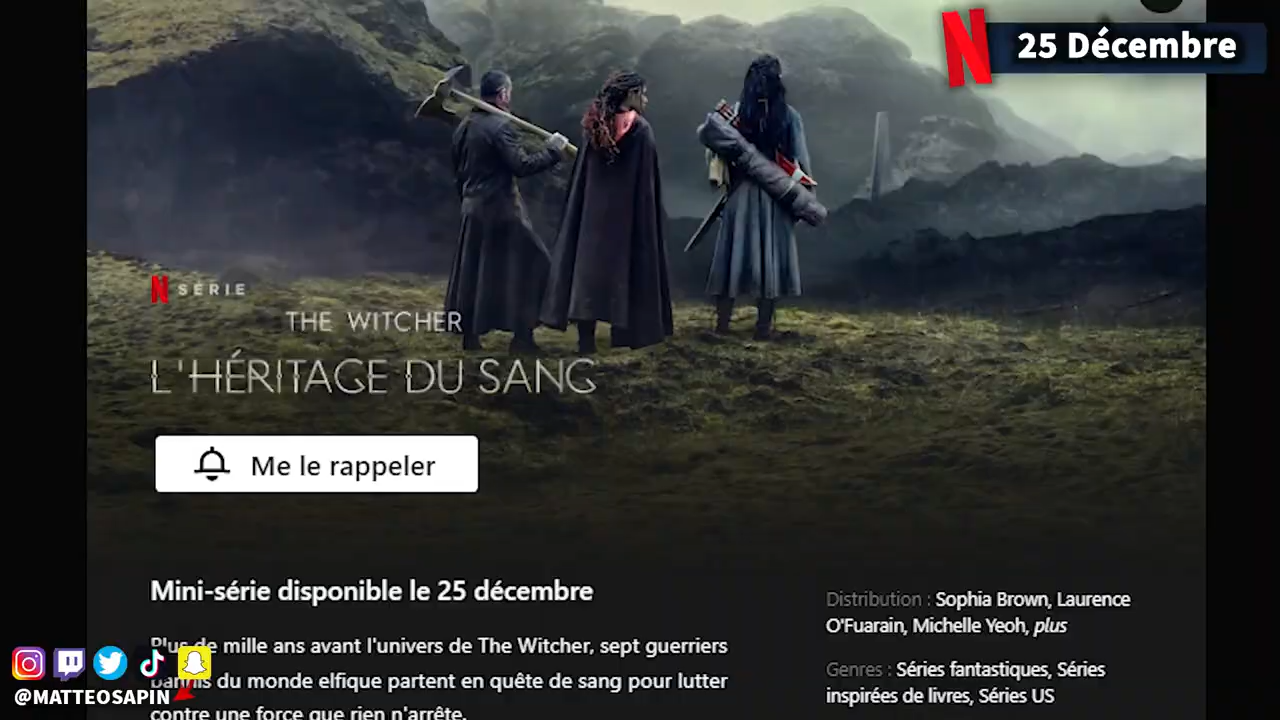 25 Décembre
N SÉRIE
THE WITCHER
L'HÉRITAGE DU SANG
Me le rappeler
Mini-série disponible le 25 décembre
Plus de mille ans avant l'univers de The Witcher, sept guerriers
bannis du monde elfique partent en quête de sang pour lutter
contre une force que rien n'arrête.
Distribution : Sophia Brown, Laurence
O'Fuarain, Michelle Yeoh, plus
Genres : Séries fantastiques, Séries
inspirées de livres, Séries US
@MATTEOSAPIN